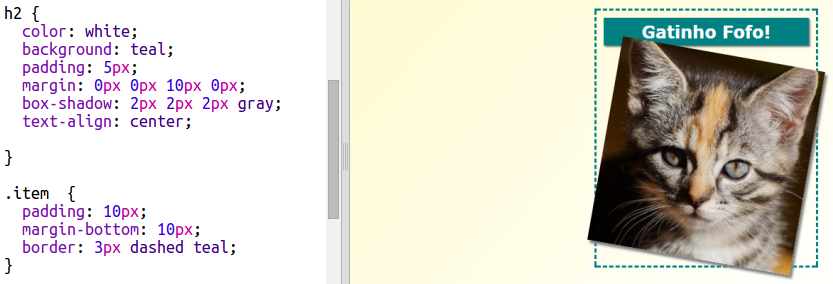 h2 {
color: white;
background: teal;
padding: 5px;
margin: 0px 0px 10px 0px;
box-shadow: 2px 2px 2px gray;
text-align: center;
}
.item {
padding: 10px;
margin-bottom: 10px;
border: 3px dashed teal;
}
Gatinho Fofo!